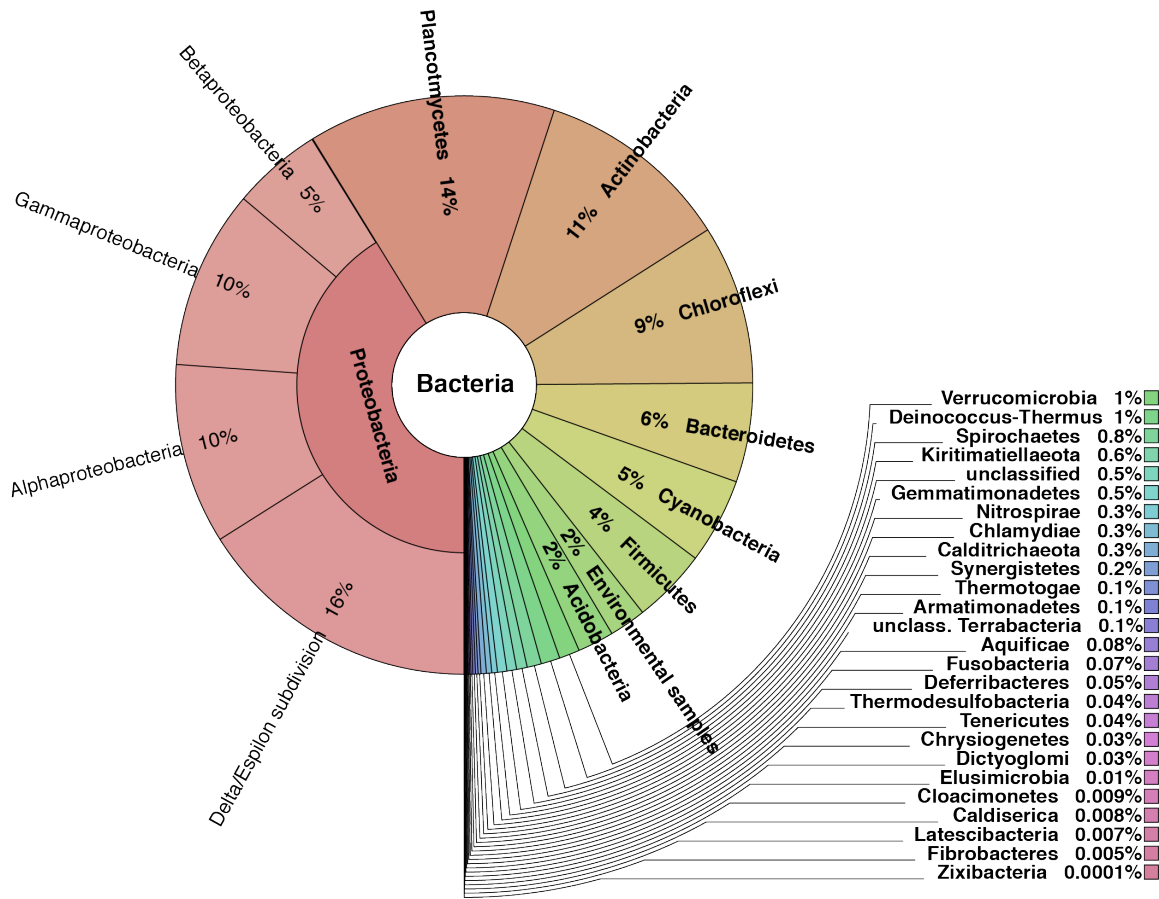 Bacteria
Proteobacteria
Plancotmycetes 14%
Actinobacteria 11%
Chloroflexi 9%
Bacteroidetes 6%
Cyanobacteria 5%
Firmicutes 4%
Environmental samples 2%
Acidobacteria 2%
Delta/Espilon subdivision 16%
Alphaproteobacteria 10%
Gammaproteobacteria 10%
Betaproteobacteria 5%
Verrucomicrobia 1%
Deinococcus-Thermus 1%
Spirochaetes 0.8%
Kiritimatiellaeota 0.6%
unclassified 0.5%
Gemmatimonadetes 0.5%
Nitrospirae 0.3%
Chlamydiae 0.3%
Calditrichaeota 0.3%
Synergistetes 0.2%
Thermotogae 0.1%
Armatimonadetes 0.1%
unclass. Terrabacteria 0.1%
Aquificae 0.08%
Fusobacteria 0.07%
Deferribacteres 0.05%
Thermodesulfobacteria 0.04%
Tenericutes 0.04%
Chrysiogenetes 0.03%
Dictyoglomi 0.03%
Elusimicrobia 0.01%
Cloacimonetes 0.009%
Caldiserica 0.008%
Latescibacteria 0.007%
Fibrobacteres 0.005%
Zixibacteria 0.0001%